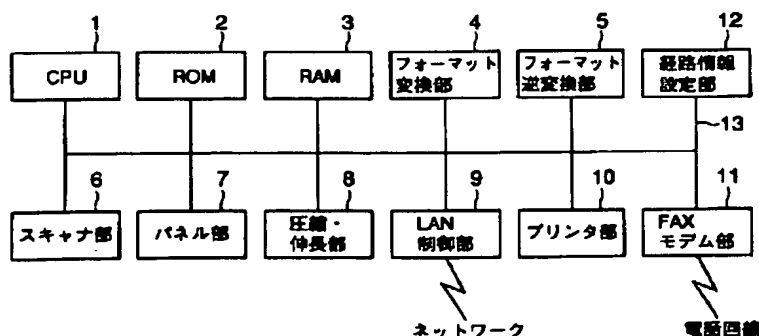 1 2 3 4 5 12
CPU ROM RAM フォーマット フォーマット 経路情報
変換部 逆変換部 設定部
13
6 7 8 9 10 11
スキャナ部 パネル部 圧縮・ LAN プリンタ部 FAX
伸長部 制御部 モデム部
ネットワーク 電話回線